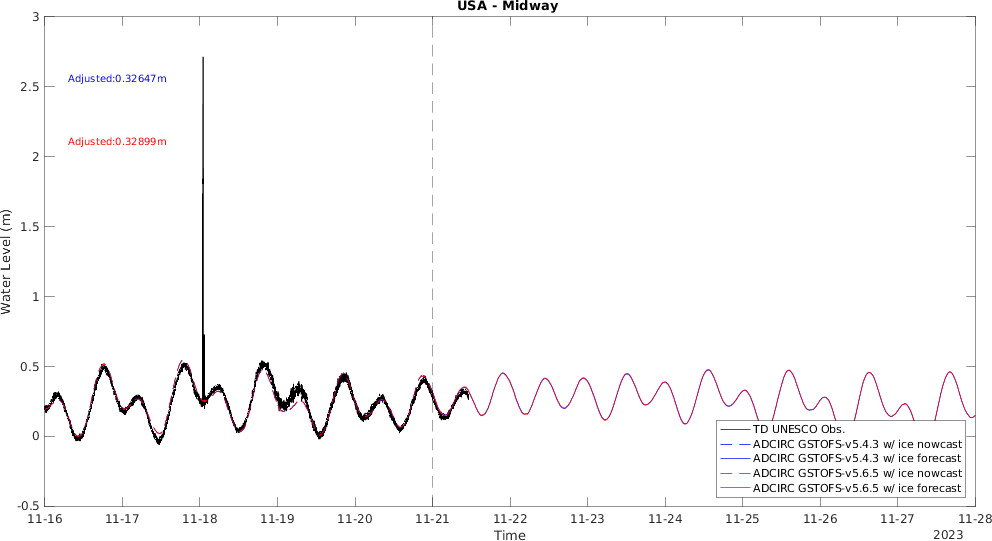 USA - Midway
3
2.5
2
1.5
1
0.5
0
-0.5
Water Level (m)
Adjusted:0.32647m
Adjusted:0.32899m
TD UNESCO Obs.
ADCIRC GSTOFS-v5.4.3 w/ ice nowcast
ADCIRC GSTOFS-v5.4.3 w/ ice forecast
ADCIRC GSTOFS-v5.6.5 w/ ice nowcast
ADCIRC GSTOFS-v5.6.5 w/ ice forecast
11-16 11-17 11-18 11-19 11-20 11-21 11-22 11-23 11-24 11-25 11-26 11-27 11-28
Time
2023